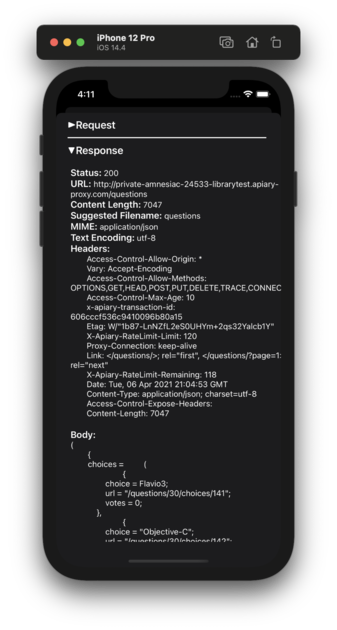 iPhone 12 Pro
iOS 14.4
4:11
►Request
▼Response
Status: 200
URL: http://private-amnesiac-24533-librarytest.apiary-
proxy.com/questions
Content Length: 7047
Suggested Filename: questions
MIME: application/json
Text Encoding: utf-8
Headers:
Access-Control-Allow-Origin: *
Vary: Accept-Encoding
Access-Control-Allow-Methods:
OPTIONS,GET,HEAD,POST,PUT,DELETE,TRACE,CONNEC
Access-Control-Max-Age: 10
x-apiary-transaction-id:
606cccf536c9410096b80a15
Etag: W/"1b87-LnNZfL2eS0UHYm+2qs32Yalcb1Y"
X-Apiary-RateLimit-Limit: 120
Proxy-Connection: keep-alive
Link: </questions/>; rel="first", </questions/?page=1:
rel="next"
X-Apiary-RateLimit-Remaining: 118
Date: Tue, 06 Apr 2021 21:04:53 GMT
Content-Type: application/json; charset=utf-8
Access-Control-Expose-Headers:
Content-Length: 7047
Body:
(
{
choices = (
{
choice = Flavio3;
url = "/questions/30/choices/141";
votes = 0;
},
{
choice = "Objective-C";
url = "/questions/30/choices/142";